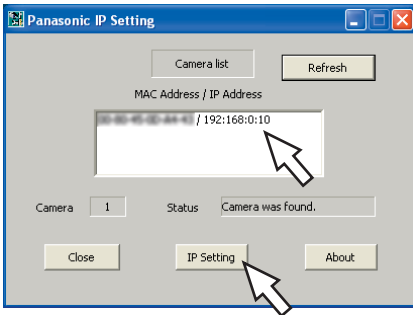 Panasonic IP Setting
Camera list
Refresh
MAC Address / IP Address
/ 192:168:0:10
Camera 1 Status Camera was found.
Close IP Setting About